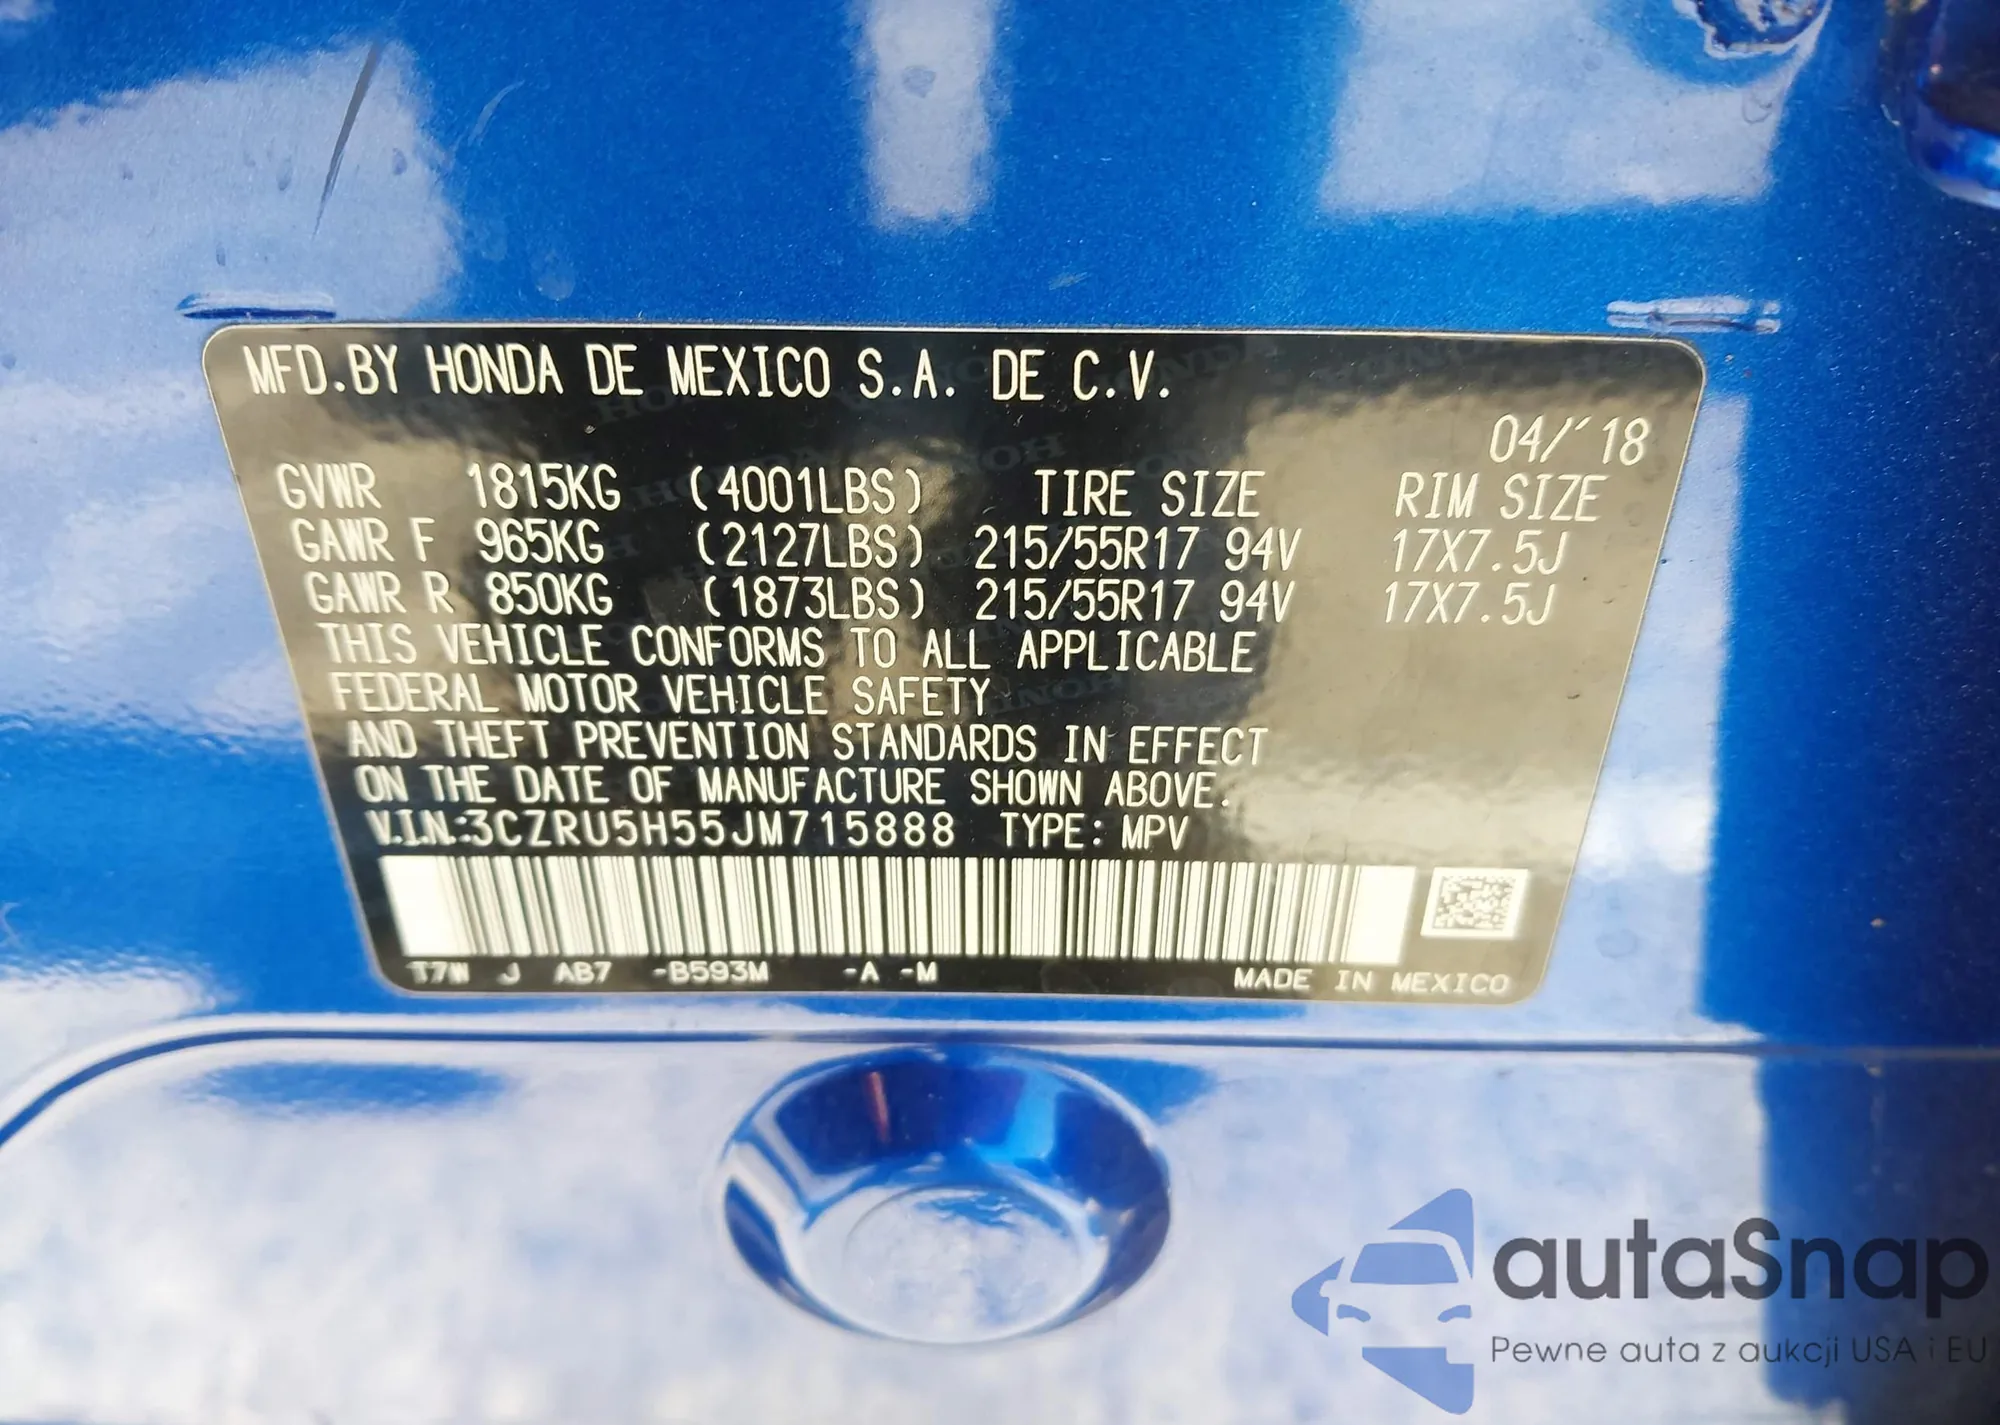 MFD.BY HONDA DE MEXICO S.A. DE C.V.
04/'18
GVWR 1815KG (4001LBS) TIRE SIZE RIM SIZE
GAWR F 965KG (2127LBS) 215/55R17 94V 17X7.5J
GAWR R 850KG (1873LBS) 215/55R17 94V 17X7.5J
THIS VEHICLE CONFORMS TO ALL APPLICABLE
FEDERAL MOTOR VEHICLE SAFETY
AND THEFT PREVENTION STANDARDS IN EFFECT
ON THE DATE OF MANUFACTURE SHOWN ABOVE.
V.I.N.:3CZRU5H55JM715888 TYPE: MPV
T7W J AB7 -B593M -A -M MADE IN MEXICO
autaSnap
Pewne auta z aukcji USA i EU